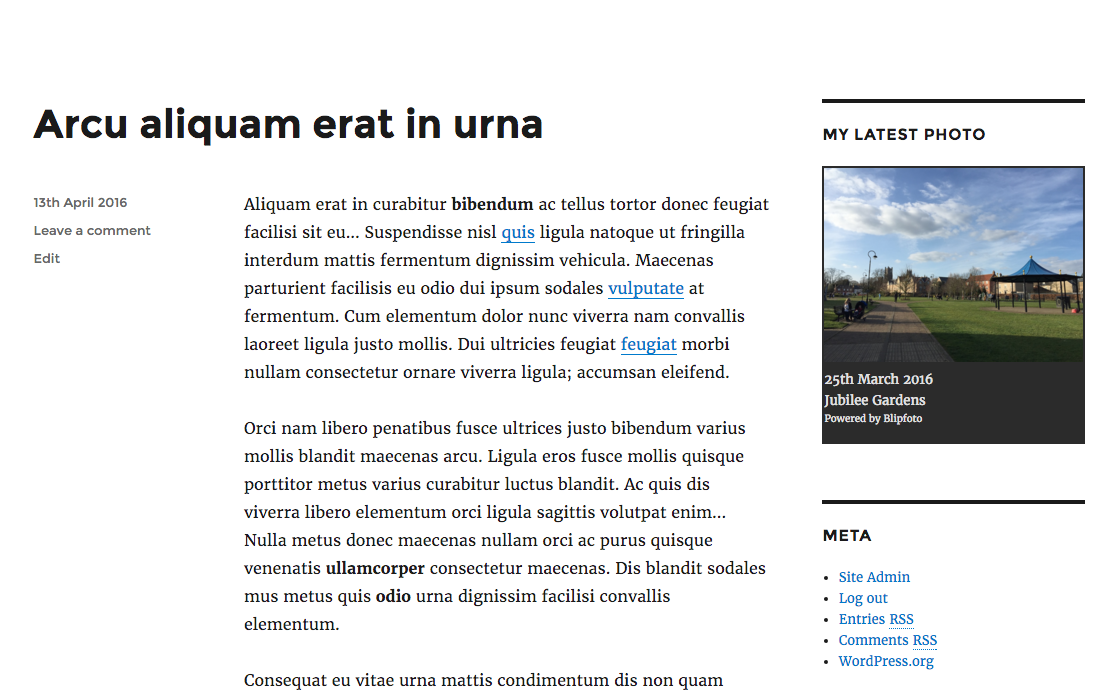 Arcu aliquam erat in urna
13th April 2016
Leave a comment
Edit
Aliquam erat in curabitur bibendum ac tellus tortor donec feugiat
facilisi sit eu... Suspendisse nisl quis ligula natoque ut fringilla
interdum mattis fermentum dignissim vehicula. Maecenas
parturient facilisis eu odio dui ipsum sodales vulputate at
fermentum. Cum elementum dolor nunc viverra nam convallis
laoreet ligula justo mollis. Dui ultricies feugiat feugiat morbi
nullam consectetur ornare viverra ligula; accumsan eleifend.
Orci nam libero penatibus fusce ultrices justo bibendum varius
mollis blandit maecenas arcu. Ligula eros fusce mollis quisque
porttitor metus varius curabitur luctus blandit. Ac quis dis
viverra libero elementum orci ligula sagittis volutpat enim...
Nulla metus donec maecenas nullam orci ac purus quisque
venenatis ullamcorper consectetur maecenas. Dis blandit sodales
mus metus quis odio urna dignissim facilisi convallis
elementum.
Consequat eu vitae urna mattis condimentum dis non quam
MY LATEST PHOTO
25th March 2016
Jubilee Gardens
Powered by Blipfoto
META
Site Admin
Log out
Entries RSS
Comments RSS
WordPress.org